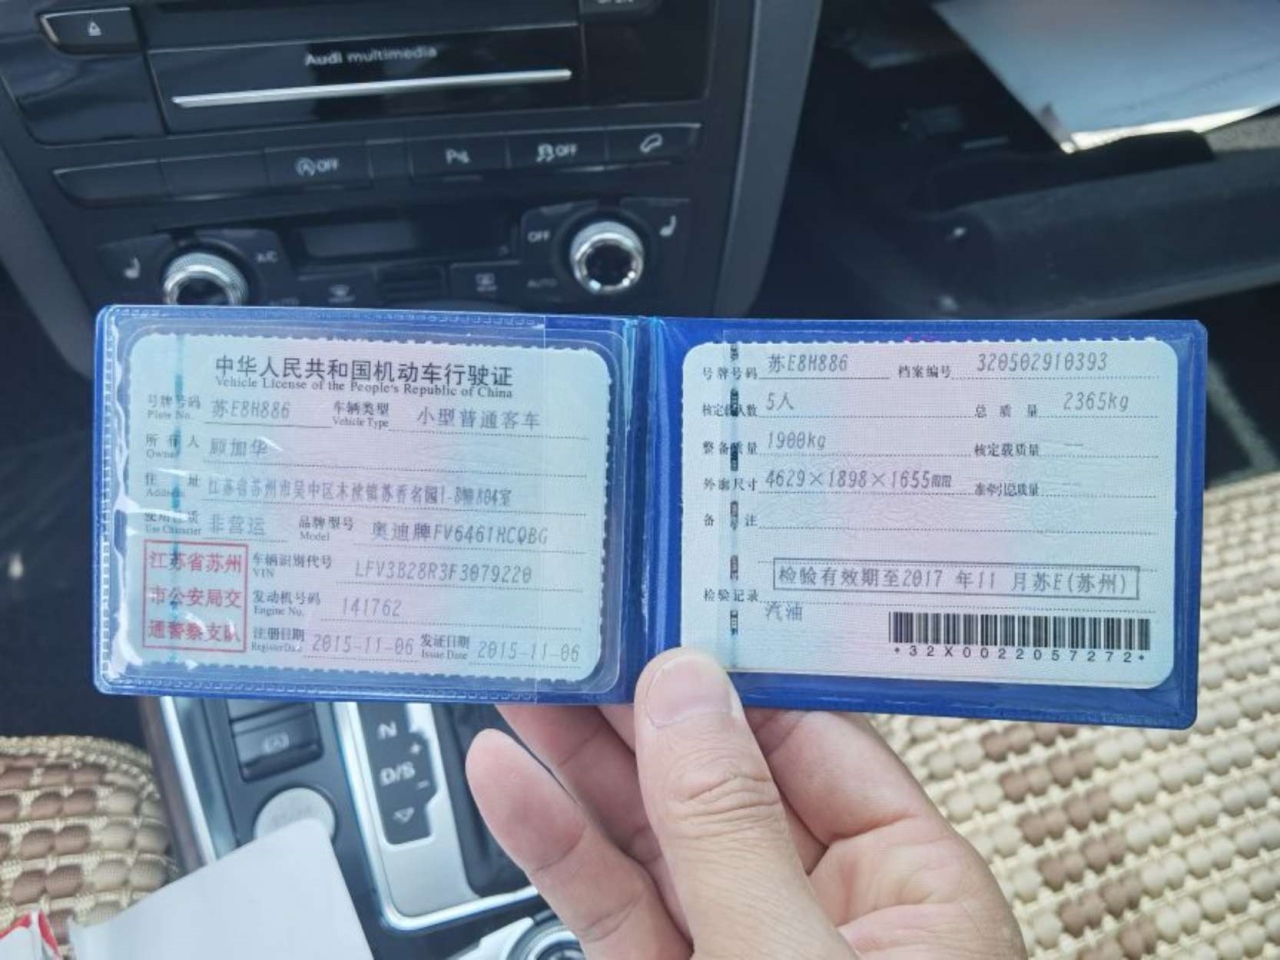 Audi multimedia
OFF
P
OFF
OFF
A/C
AUTO
AUTO
中华人民共和国机动车行驶证
Vehicle License of the People's Republic of China
号牌号码 苏E8H886 车辆类型 小型普通客车
Plate No. Vehicle Type
所有人 顾加华
Owner
住址 江苏省苏州市吴中区木渎镇苏香名园1-8幢804室
Address
使用性质 非营运 品牌型号 奥迪牌FV6461HCQBG
Use Character Model
江苏省苏州
市公安局交
通警察支队
车辆识别代号 LFV3B28R3F3079220
VIN
发动机号码 141762
Engine No.
注册日期 2015-11-06 发证日期 2015-11-06
Register Date Issue Date
号牌号码 苏E8H886 档案编号 320502910393
核定载人数 5人 总质量 2365kg
整备质量 1900kg 核定载质量 —
外廓尺寸 4629×1898×1655 准牵引总质量 —
备注
检验有效期至2017 年11 月苏E(苏州)
检验记录
汽油
*32X0022057272*
N
+
D/S
−